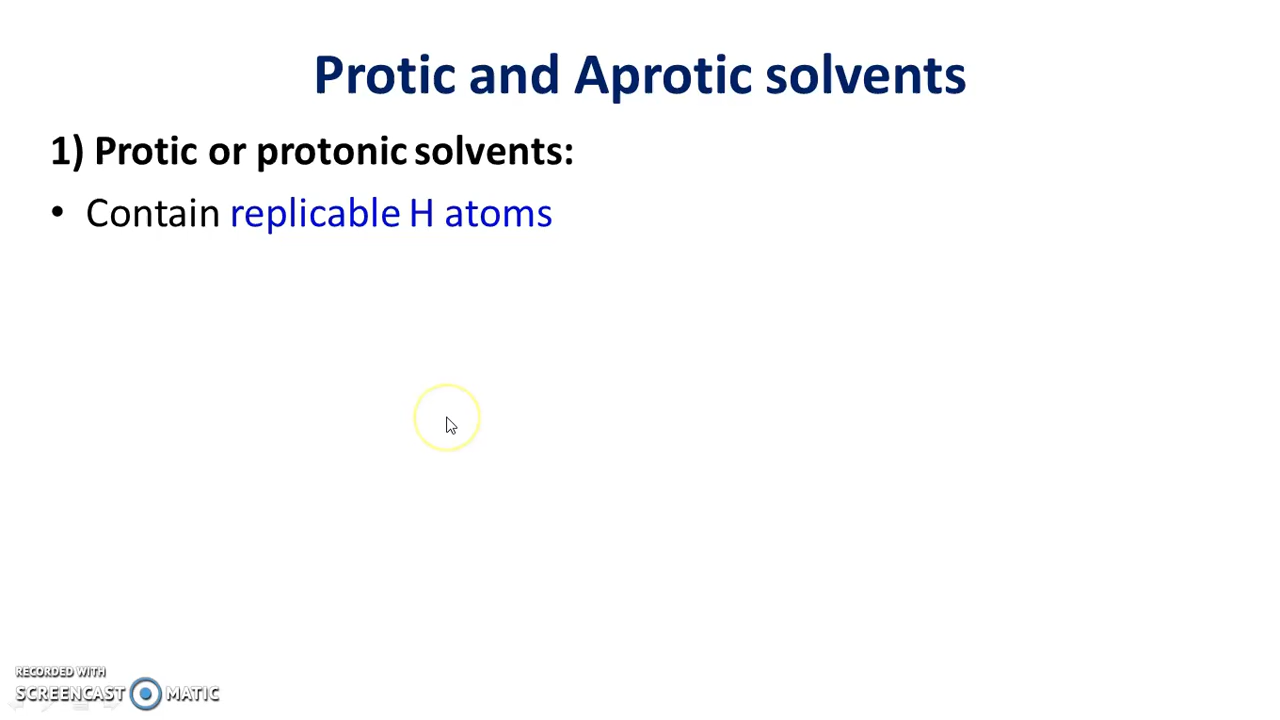 Protic and Aprotic solvents
1) Protic or protonic solvents:
• Contain replicable H atoms
RECORDED WITH
SCREENCAST MATIC